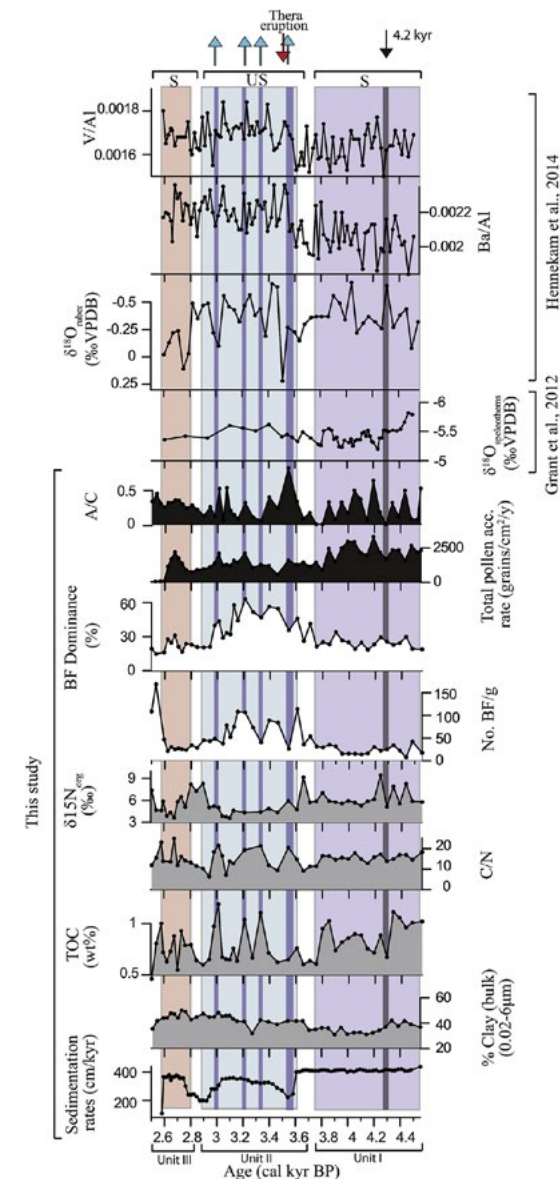 Thera
eruption
4.2 kyr
S
US
S
V/Al
0.0018
0.0016
0.0022
0.002
Ba/Al
Hennekam et al., 2014
δ¹⁸O ruber
(‰VPDB)
-0.5
-0.25
0
0.25
-6
-5.5
-5
δ¹⁸O speleothems
(‰VPDB)
Grant et al., 2012
This study
A/C
0.5
0
2500
0
Total pollen acc.
rate (grains/cm²/y)
BF Dominance
(%)
60
30
0
150
100
50
0
No. BF/g
δ15N org
(‰)
9
6
3
20
10
0
C/N
TOC
(wt%)
1
0.5
60
40
20
% Clay (bulk)
(0.02-6μm)
Sedimentation
rates (cm/kyr)
400
200
2.6 2.8 3 3.2 3.4 3.6 3.8 4 4.2 4.4
Unit III
Unit II
Unit I
Age (cal kyr BP)